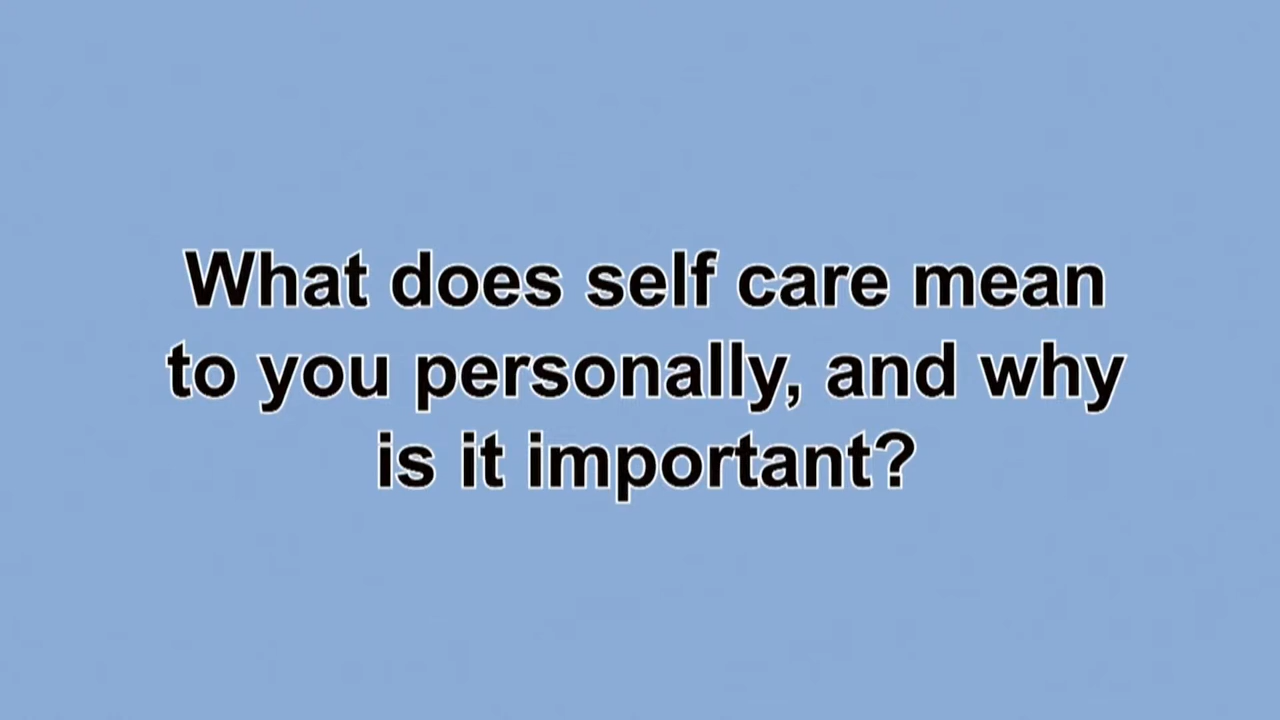 What does self care mean
to you personally, and why
is it important?